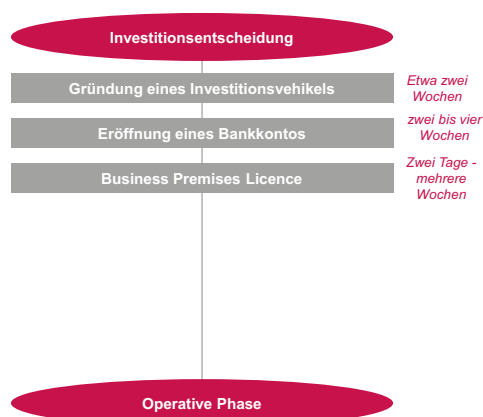 Investitionsentscheidung
Gründung eines Investitionsvehikels
Etwa zwei
Wochen
Eröffnung eines Bankkontos
zwei bis vier
Wochen
Business Premises Licence
Zwei Tage -
mehrere
Wochen
Operative Phase